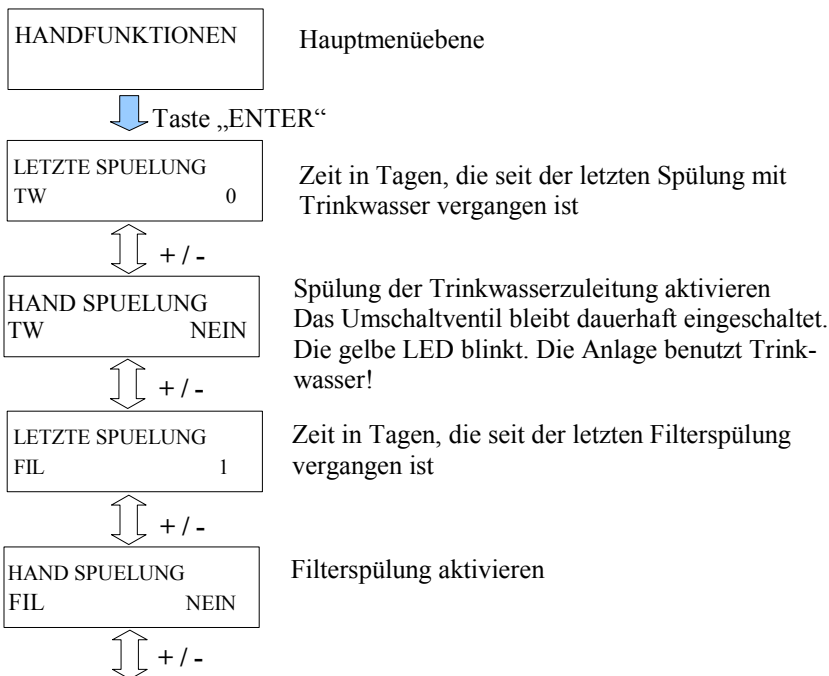 HANDFUNKTIONEN
Hauptmenüebene
Taste „ENTER“
LETZTE SPUELUNG
TW 0
Zeit in Tagen, die seit der letzten Spülung mit
Trinkwasser vergangen ist
+ / -
HAND SPUELUNG
TW NEIN
Spülung der Trinkwasserzuleitung aktivieren
Das Umschaltventil bleibt dauerhaft eingeschaltet.
Die gelbe LED blinkt. Die Anlage benutzt Trink-
wasser!
+ / -
LETZTE SPUELUNG
FIL 1
Zeit in Tagen, die seit der letzten Filterspülung
vergangen ist
+ / -
HAND SPUELUNG
FIL NEIN
Filterspülung aktivieren
+ / -